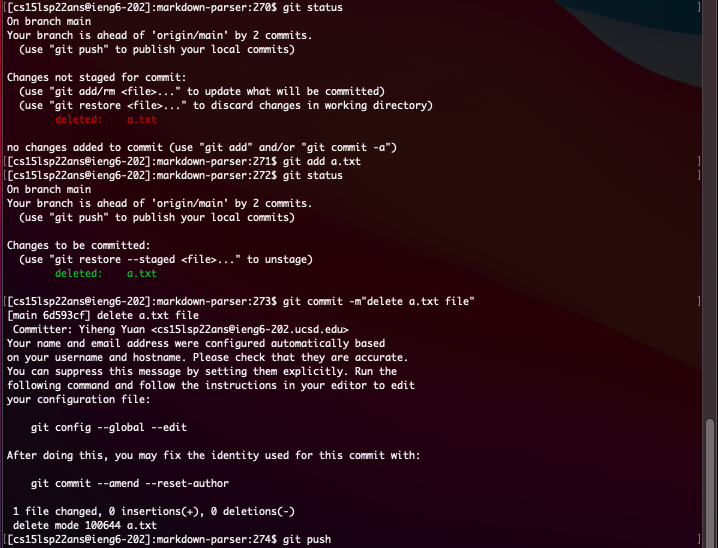 [[cs15lsp22ans@ieng6-202]:markdown-parser:270$ git status ]
On branch main
Your branch is ahead of 'origin/main' by 2 commits.
  (use "git push" to publish your local commits)

Changes not staged for commit:
  (use "git add/rm <file>..." to update what will be committed)
  (use "git restore <file>..." to discard changes in working directory)
        deleted:    a.txt

no changes added to commit (use "git add" and/or "git commit -a")
[[cs15lsp22ans@ieng6-202]:markdown-parser:271$ git add a.txt ]
[[cs15lsp22ans@ieng6-202]:markdown-parser:272$ git status ]
On branch main
Your branch is ahead of 'origin/main' by 2 commits.
  (use "git push" to publish your local commits)

Changes to be committed:
  (use "git restore --staged <file>..." to unstage)
        deleted:    a.txt

[[cs15lsp22ans@ieng6-202]:markdown-parser:273$ git commit -m"delete a.txt file" ]
[main 6d593cf] delete a.txt file
 Committer: Yiheng Yuan <cs15lsp22ans@ieng6-202.ucsd.edu>
Your name and email address were configured automatically based
on your username and hostname. Please check that they are accurate.
You can suppress this message by setting them explicitly. Run the
following command and follow the instructions in your editor to edit
your configuration file:

    git config --global --edit

After doing this, you may fix the identity used for this commit with:

    git commit --amend --reset-author

 1 file changed, 0 insertions(+), 0 deletions(-)
 delete mode 100644 a.txt
[[cs15lsp22ans@ieng6-202]:markdown-parser:274$ git push ]